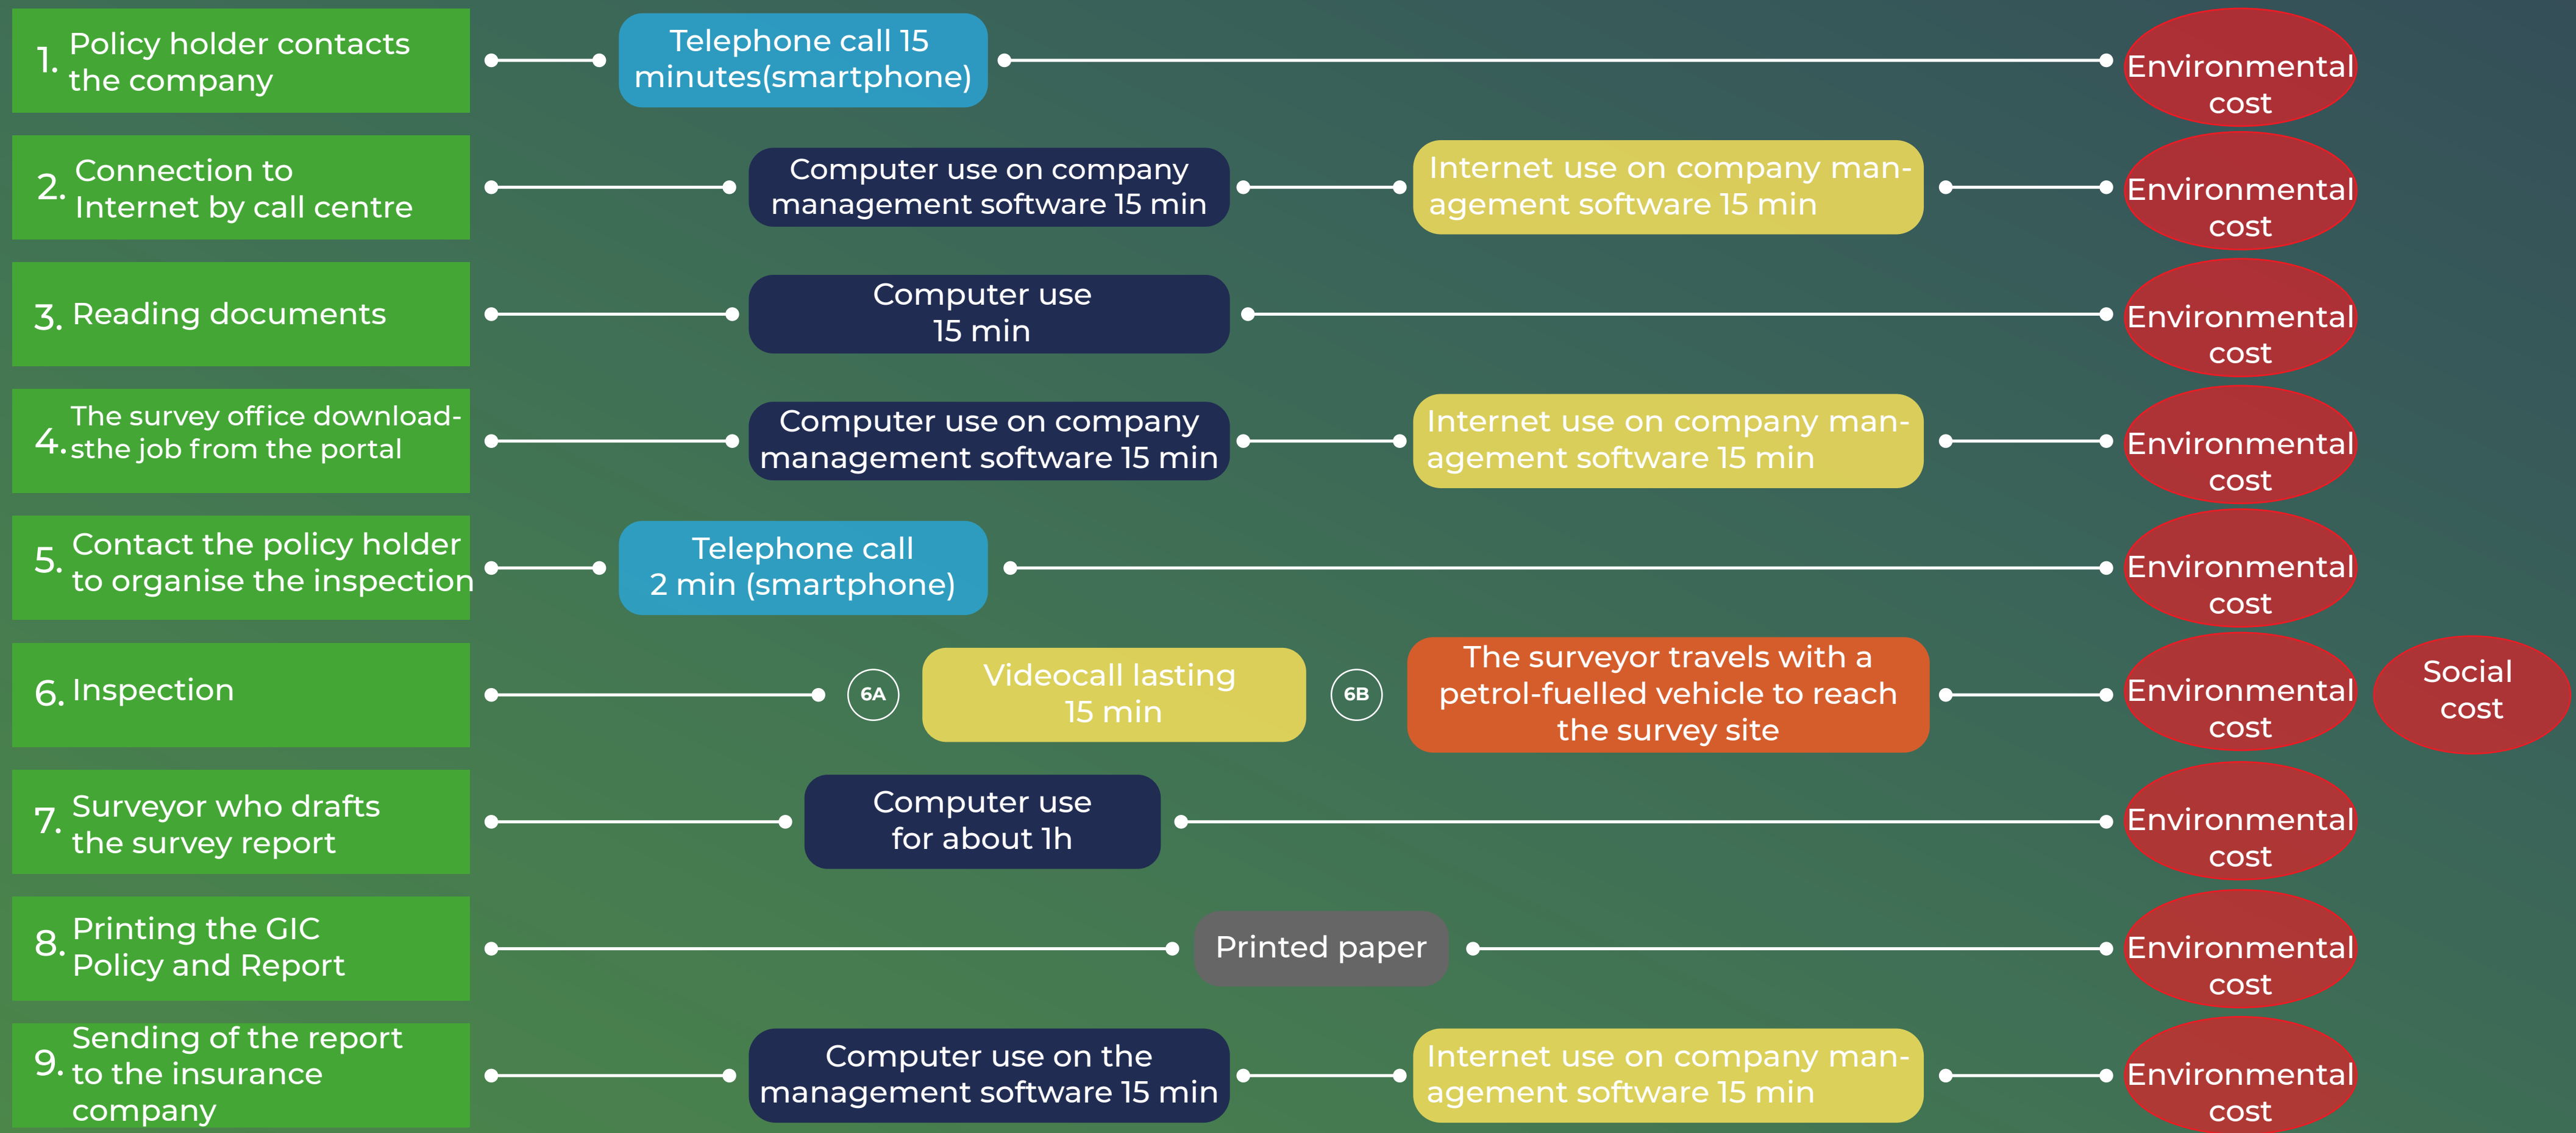 1. Policy holder contacts
the company
Telephone call 15
minutes(smartphone)
Environmental
cost
2. Connection to
Internet by call centre
Computer use on company
management software 15 min
Internet use on company man-
agement software 15 min
Environmental
cost
3. Reading documents
Computer use
15 min
Environmental
cost
4. The survey office download-
sthe job from the portal
Computer use on company
management software 15 min
Internet use on company man-
agement software 15 min
Environmental
cost
5. Contact the policy holder
to organise the inspection
Telephone call
2 min (smartphone)
Environmental
cost
6. Inspection
6A
Videocall lasting
15 min
6B
The surveyor travels with a
petrol-fuelled vehicle to reach
the survey site
Environmental
cost
Social
cost
7. Surveyor who drafts
the survey report
Computer use
for about 1h
Environmental
cost
8. Printing the GIC
Policy and Report
Printed paper
Environmental
cost
9. Sending of the report
to the insurance
company
Computer use on the
management software 15 min
Internet use on company man-
agement software 15 min
Environmental
cost